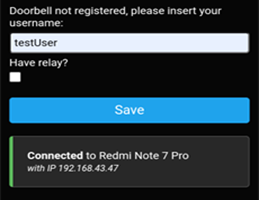 Doorbell not registered, please insert your
username:
testUser
Have relay?
Save
Connected to Redmi Note 7 Pro
with IP 192.168.43.47